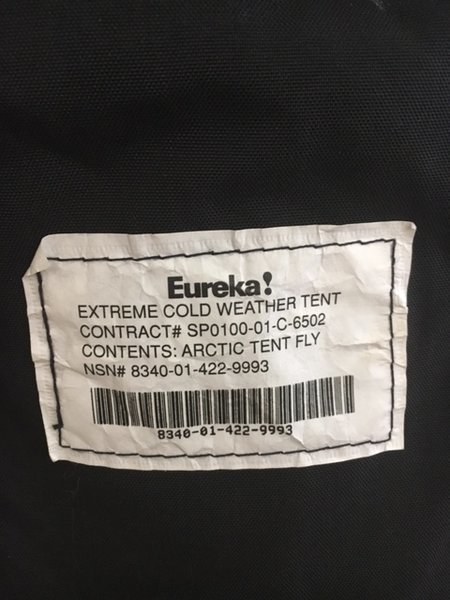 Eureka!
EXTREME COLD WEATHER TENT
CONTRACT# SP0100-01-C-6502
CONTENTS: ARCTIC TENT FLY
NSN# 8340-01-422-9993
8340-01-422-9993